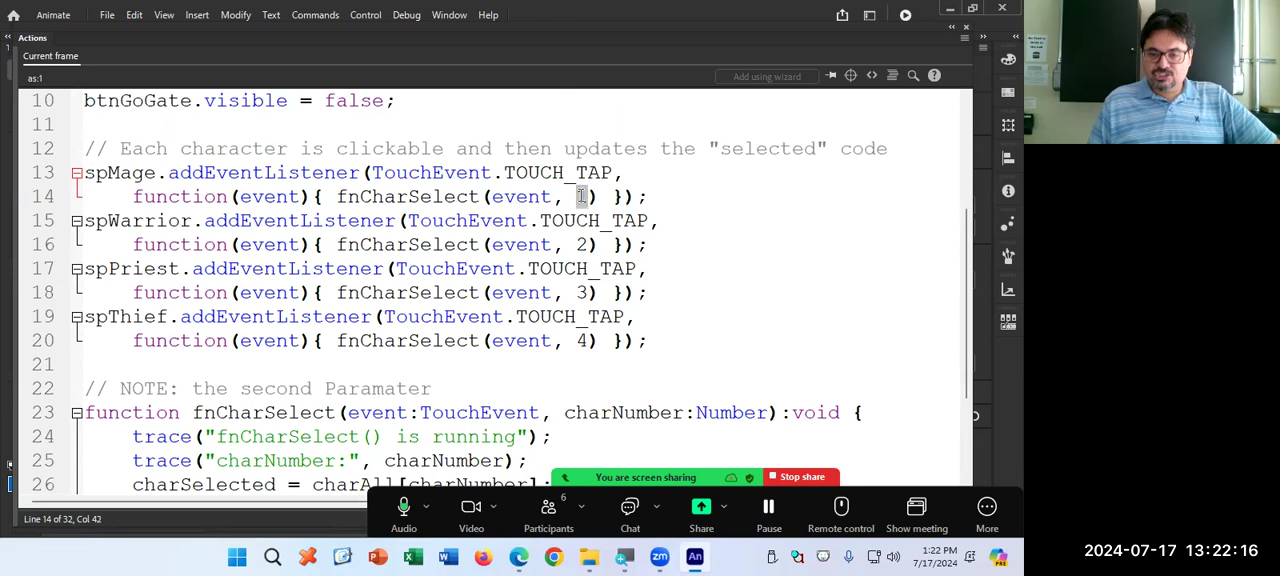 Animate File Edit View Insert Modify Text Commands Control Debug Window Help
Actions
Current frame
as:1
Add using wizard
10 btnGoGate.visible = false;
11
12 // Each character is clickable and then updates the "selected" code
13 spMage.addEventListener(TouchEvent.TOUCH_TAP,
14 function(event){ fnCharSelect(event, 1) });
15 spWarrior.addEventListener(TouchEvent.TOUCH_TAP,
16 function(event){ fnCharSelect(event, 2) });
17 spPriest.addEventListener(TouchEvent.TOUCH_TAP,
18 function(event){ fnCharSelect(event, 3) });
19 spThief.addEventListener(TouchEvent.TOUCH_TAP,
20 function(event){ fnCharSelect(event, 4) });
21
22 // NOTE: the second Paramater
23 function fnCharSelect(event:TouchEvent, charNumber:Number):void {
24 trace("fnCharSelect() is running");
25 trace("charNumber:", charNumber);
26 charSelected = charAll[charNumber];
You are screen sharing Stop share
Line 14 of 32, Col 42
6
Audio Video Participants Chat Share Pause Remote control Show meeting More
1:22 PM
7/17/2024
2024-07-17 13:22:16